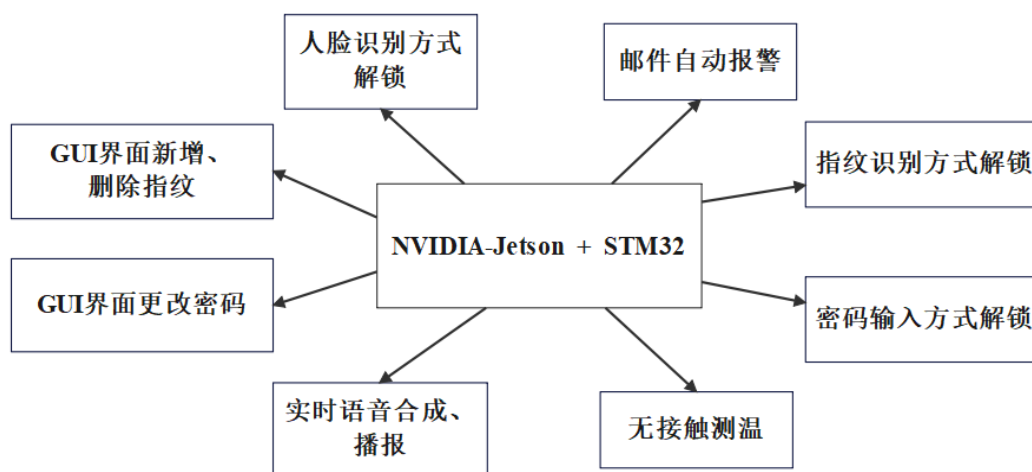 人脸识别方式
解锁
邮件自动报警
GUI界面新增、
删除指纹
指纹识别方式解锁
NVIDIA-Jetson + STM32
GUI界面更改密码
密码输入方式解锁
实时语音合成、
播报
无接触测温